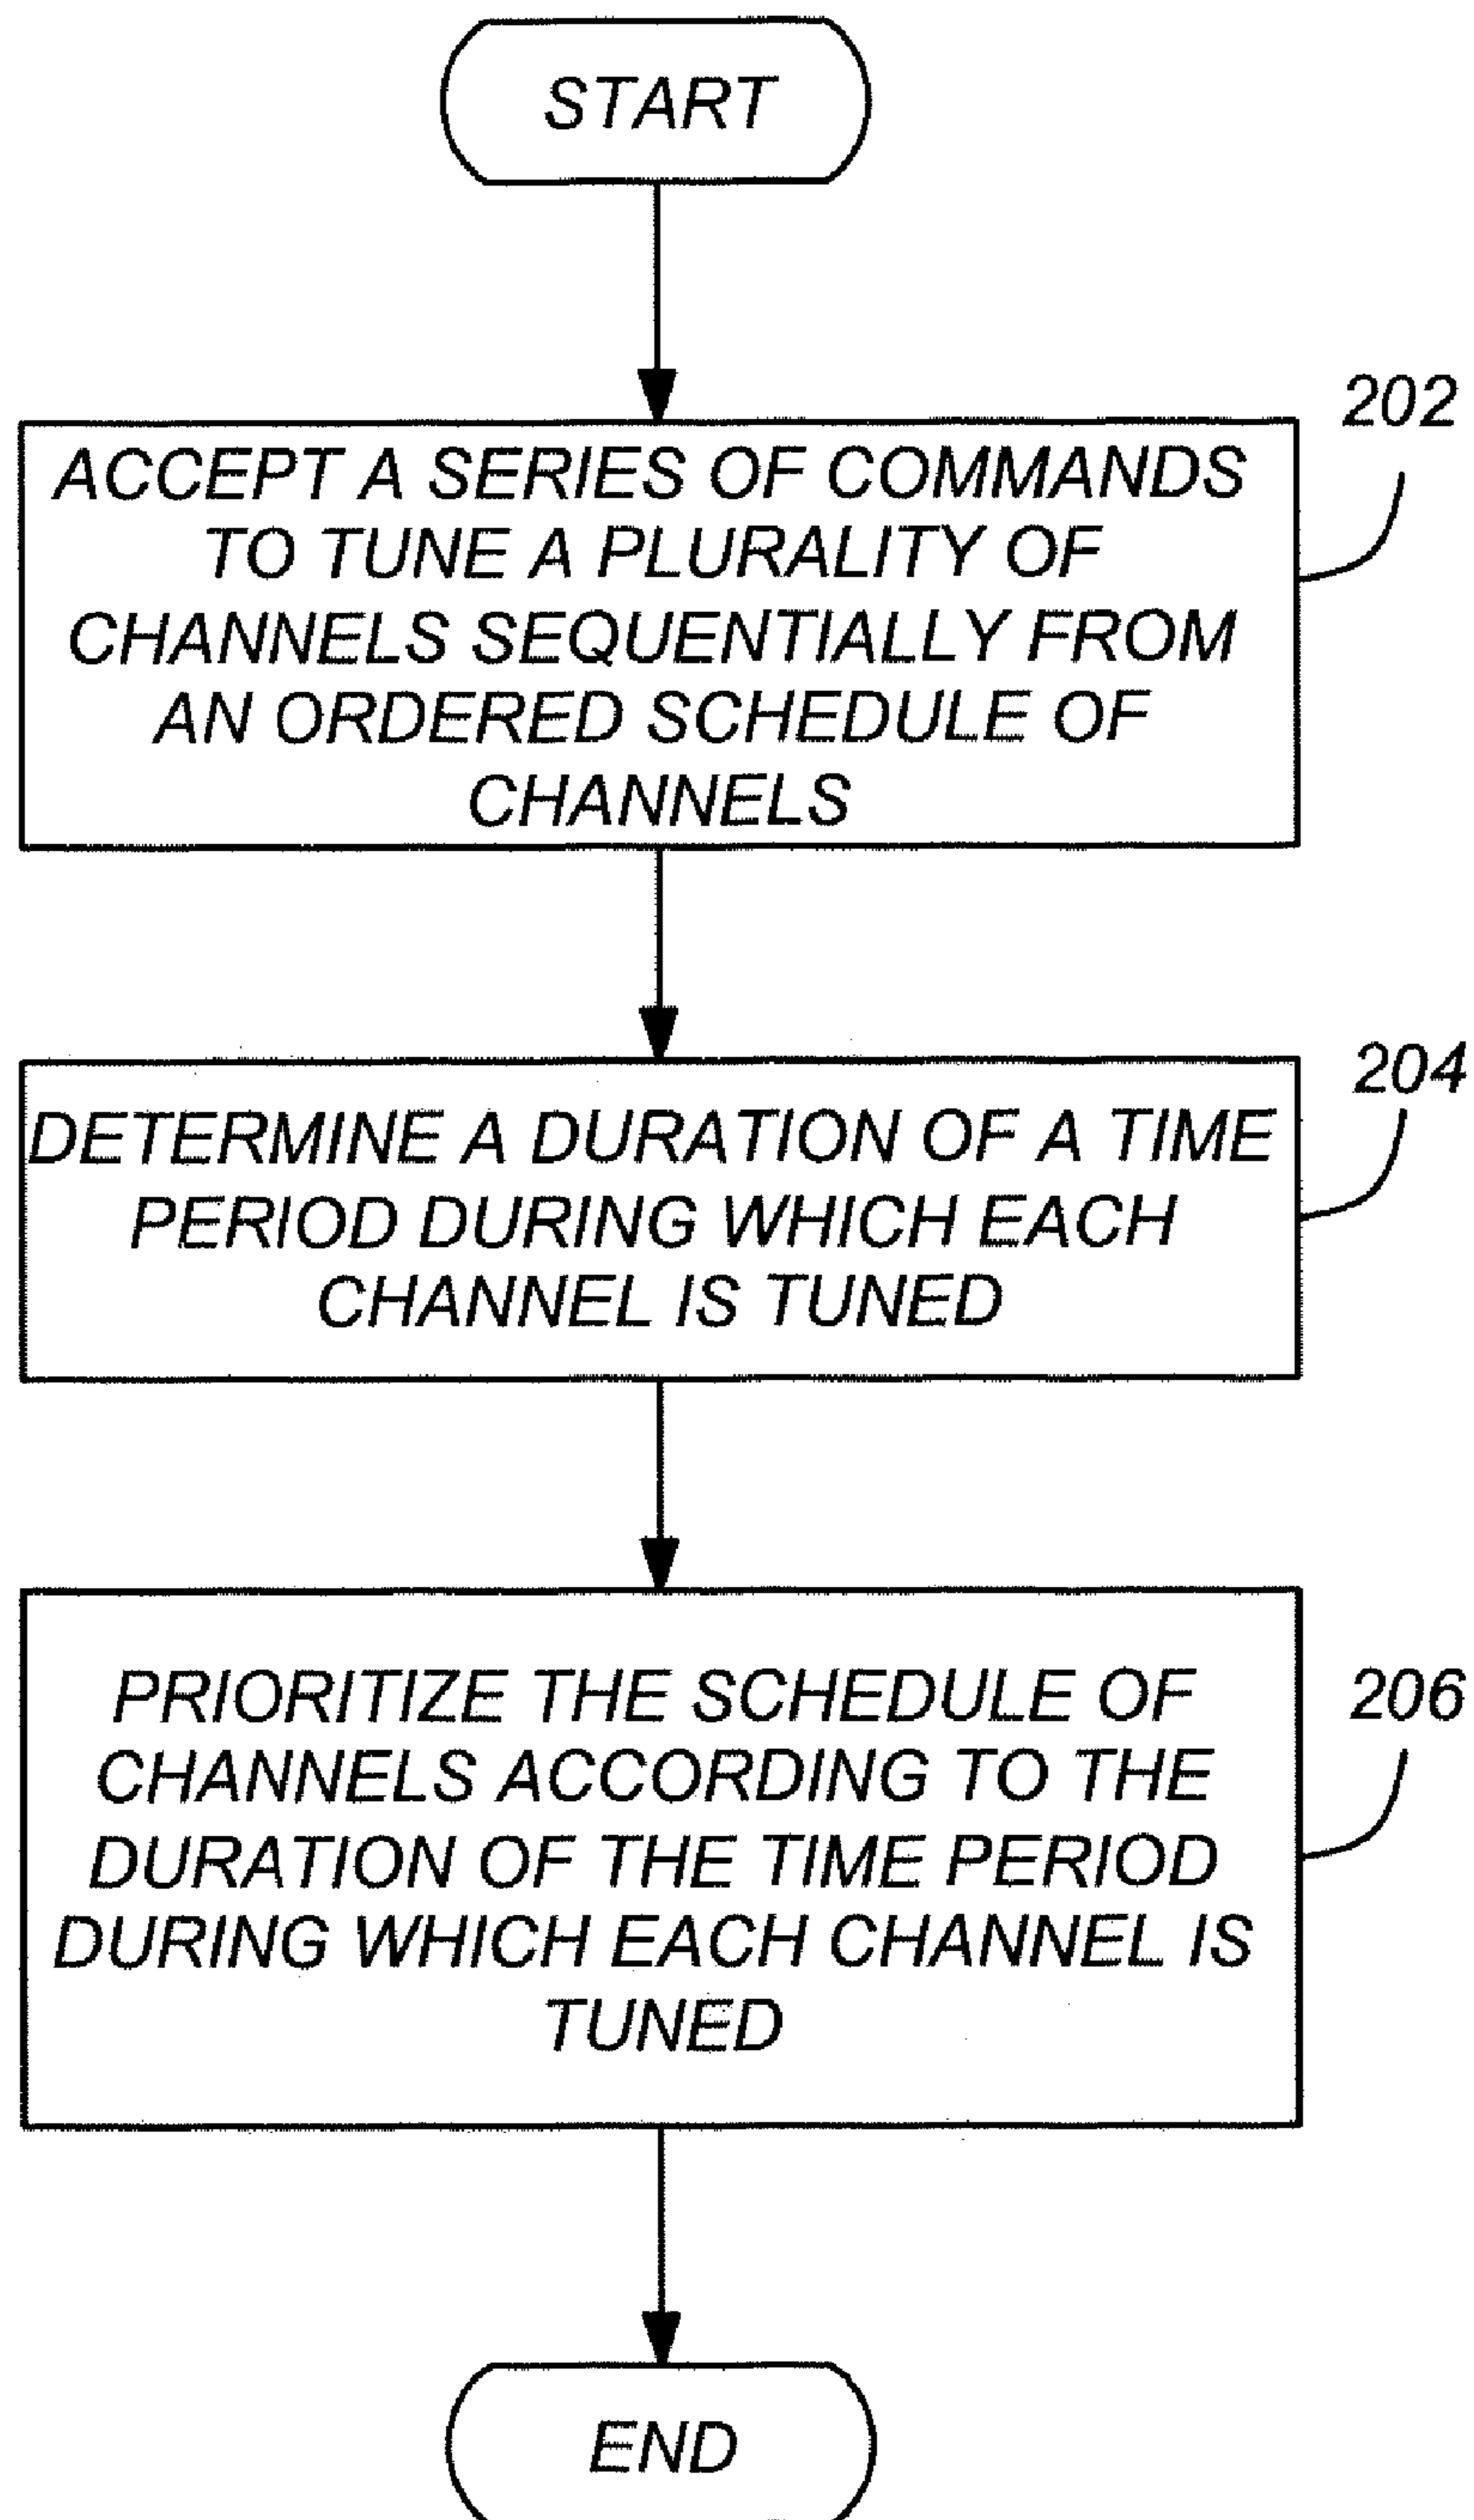 START
202
ACCEPT A SERIES OF COMMANDS
TO TUNE A PLURALITY OF
CHANNELS SEQUENTIALLY FROM
AN ORDERED SCHEDULE OF
CHANNELS
204
DETERMINE A DURATION OF A TIME
PERIOD DURING WHICH EACH
CHANNEL IS TUNED
206
PRIORITIZE THE SCHEDULE OF
CHANNELS ACCORDING TO THE
DURATION OF THE TIME PERIOD
DURING WHICH EACH CHANNEL IS
TUNED
END